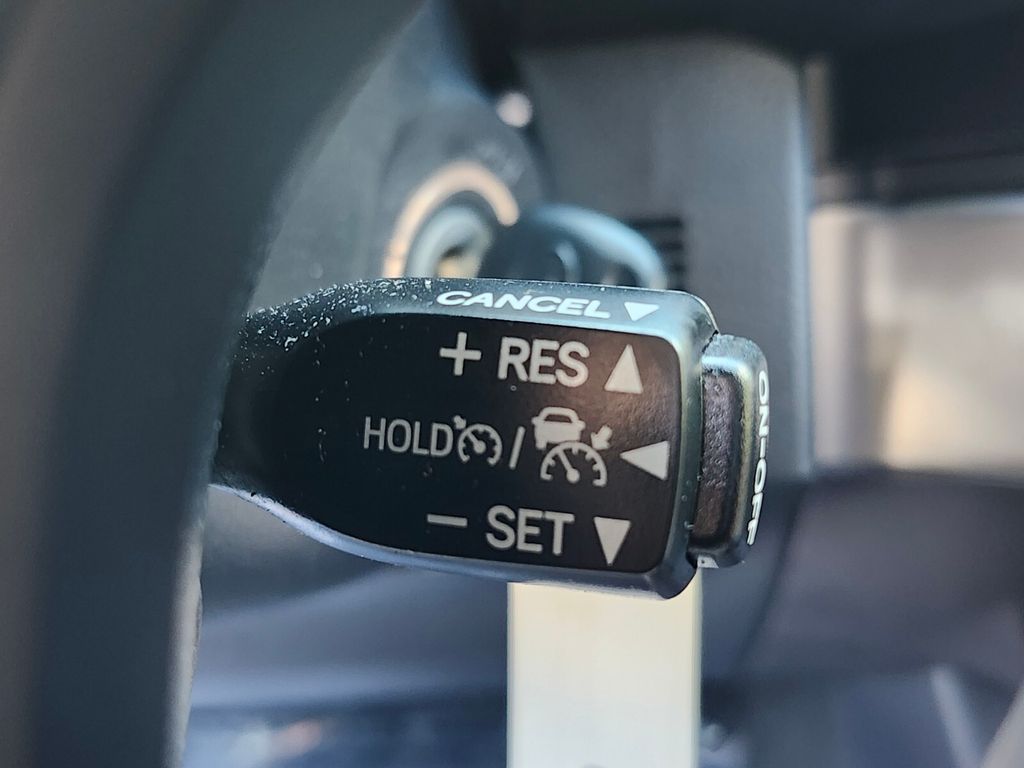 CANCEL
+ RES
HOLD /
- SET
ON-OFF